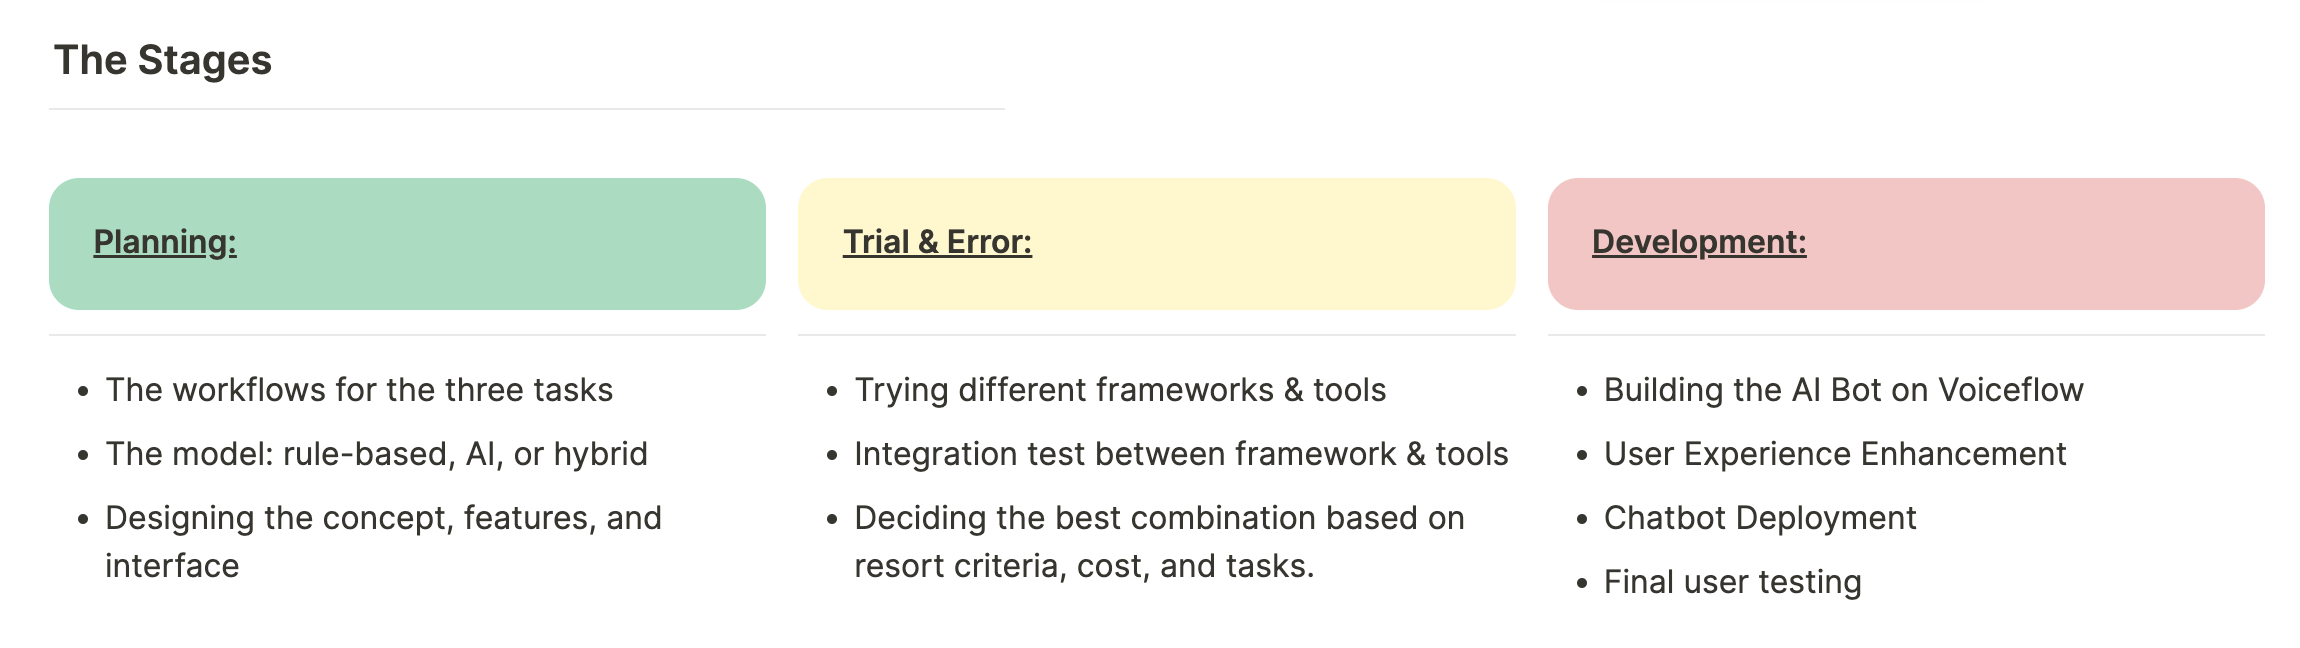 The Stages
Planning:
• The workflows for the three tasks
• The model: rule-based, AI, or hybrid
• Designing the concept, features, and
interface
Trial & Error:
• Trying different frameworks & tools
• Integration test between framework & tools
• Deciding the best combination based on
resort criteria, cost, and tasks.
Development:
• Building the AI Bot on Voiceflow
• User Experience Enhancement
• Chatbot Deployment
• Final user testing